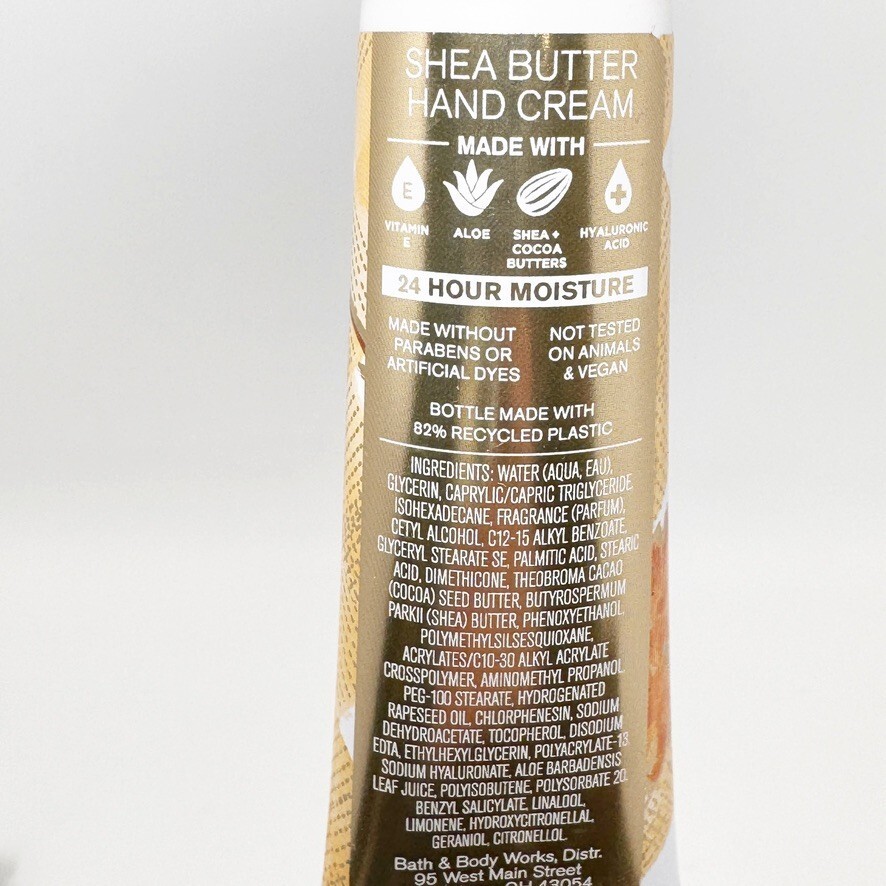 SHEA BUTTER
HAND CREAM
MADE WITH
E
VITAMIN
E
ALOE
SHEA +
COCOA
BUTTERS
HYALURONIC
ACID
24 HOUR MOISTURE
MADE WITHOUT
PARABENS OR
ARTIFICIAL DYES
NOT TESTED
ON ANIMALS
& VEGAN
BOTTLE MADE WITH
82% RECYCLED PLASTIC
INGREDIENTS: WATER (AQUA, EAU),
GLYCERIN, CAPRYLIC/CAPRIC TRIGLYCERIDE,
ISOHEXADECANE, FRAGRANCE (PARFUM),
CETYL ALCOHOL, C12-15 ALKYL BENZOATE,
GLYCERYL STEARATE SE, PALMITIC ACID, STEARIC
ACID, DIMETHICONE, THEOBROMA CACAO
(COCOA) SEED BUTTER, BUTYROSPERMUM
PARKII (SHEA) BUTTER, PHENOXYETHANOL,
POLYMETHYLSILSESQUIOXANE,
ACRYLATES/C10-30 ALKYL ACRYLATE
CROSSPOLYMER, AMINOMETHYL PROPANOL,
PEG-100 STEARATE, HYDROGENATED
RAPESEED OIL, CHLORPHENESIN, SODIUM
DEHYDROACETATE, TOCOPHEROL, DISODIUM
EDTA, ETHYLHEXYLGLYCERIN, POLYACRYLATE-13,
SODIUM HYALURONATE, ALOE BARBADENSIS
LEAF JUICE, POLYISOBUTENE, POLYSORBATE 20,
BENZYL SALICYLATE, LINALOOL,
LIMONENE, HYDROXYCITRONELLAL,
GERANIOL, CITRONELLOL.
Bath & Body Works, Distr.
95 West Main Street
OH 43054